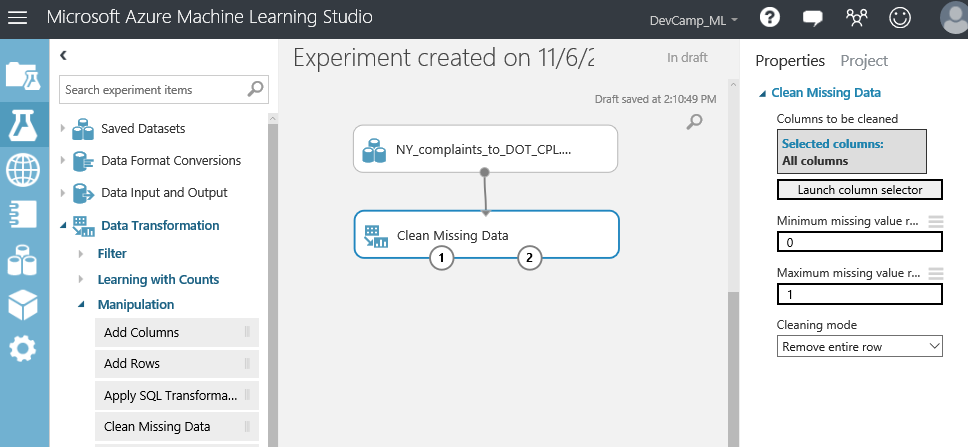 Microsoft Azure Machine Learning Studio
DevCamp_ML
?
Search experiment items
Saved Datasets
Data Format Conversions
Data Input and Output
Data Transformation
Filter
Learning with Counts
Manipulation
Add Columns
Add Rows
Apply SQL Transforma...
Clean Missing Data
Experiment created on 11/6/2
In draft
Draft saved at 2:10:49 PM
NY_complaints_to_DOT_CPL....
Clean Missing Data
1 2
Properties Project
Clean Missing Data
Columns to be cleaned
Selected columns:
All columns
Launch column selector
Minimum missing value r...
0
Maximum missing value r...
1
Cleaning mode
Remove entire row